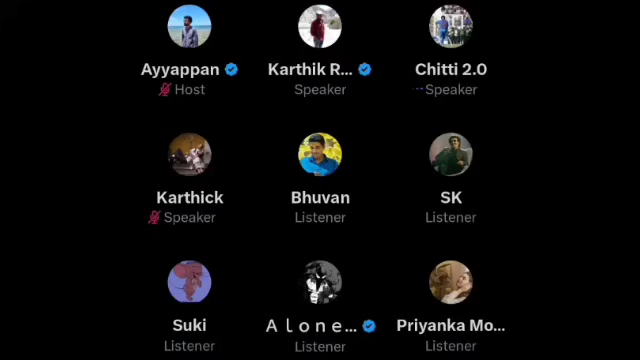 Ayyappan Karthik R... Chitti 2.0
Host Speaker Speaker
Karthick Bhuvan SK
Speaker Listener Listener
Suki A l o n e... Priyanka Mo...
Listener Listener Listener